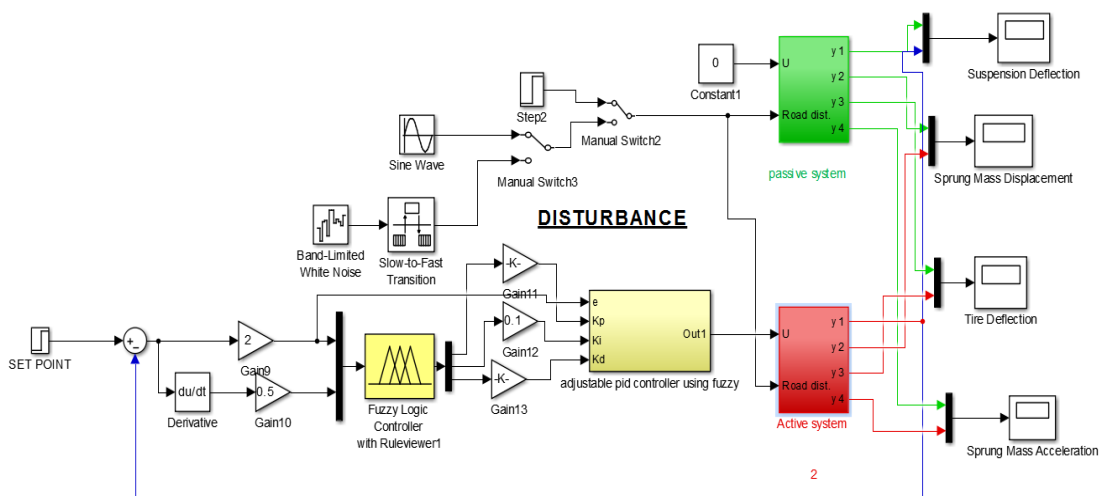 0
Constant1
U
Road dist.
y 1
y 2
y 3
y 4
passive system
Suspension Deflection
Step2
Manual Switch2
Sine Wave
Manual Switch3
Sprung Mass Displacement
DISTURBANCE
Band-Limited
White Noise
Slow-to-Fast
Transition
-K-
Gain11
0.1
Gain12
-K-
Gain13
e
Kp
Ki
Kd
Out1
adjustable pid controller using fuzzy
U
Road dist.
y 1
y 2
y 3
y 4
Active system
Tire Deflection
SET POINT
+
−
2
Gain9
du/dt
Derivative
0.5
Gain10
Fuzzy Logic
Controller
with Ruleviewer1
Sprung Mass Acceleration
2